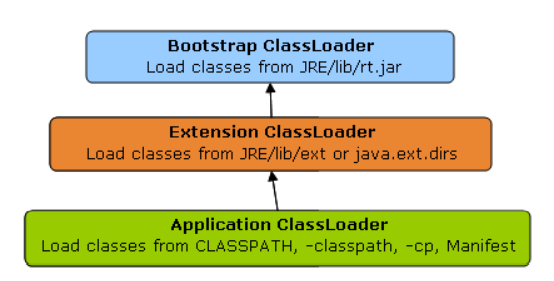 Bootstrap ClassLoader
Load classes from JRE/lib/rt.jar
Extension ClassLoader
Load classes from JRE/lib/ext or java.ext.dirs
Application ClassLoader
Load classes from CLASSPATH, -classpath, -cp, Manifest